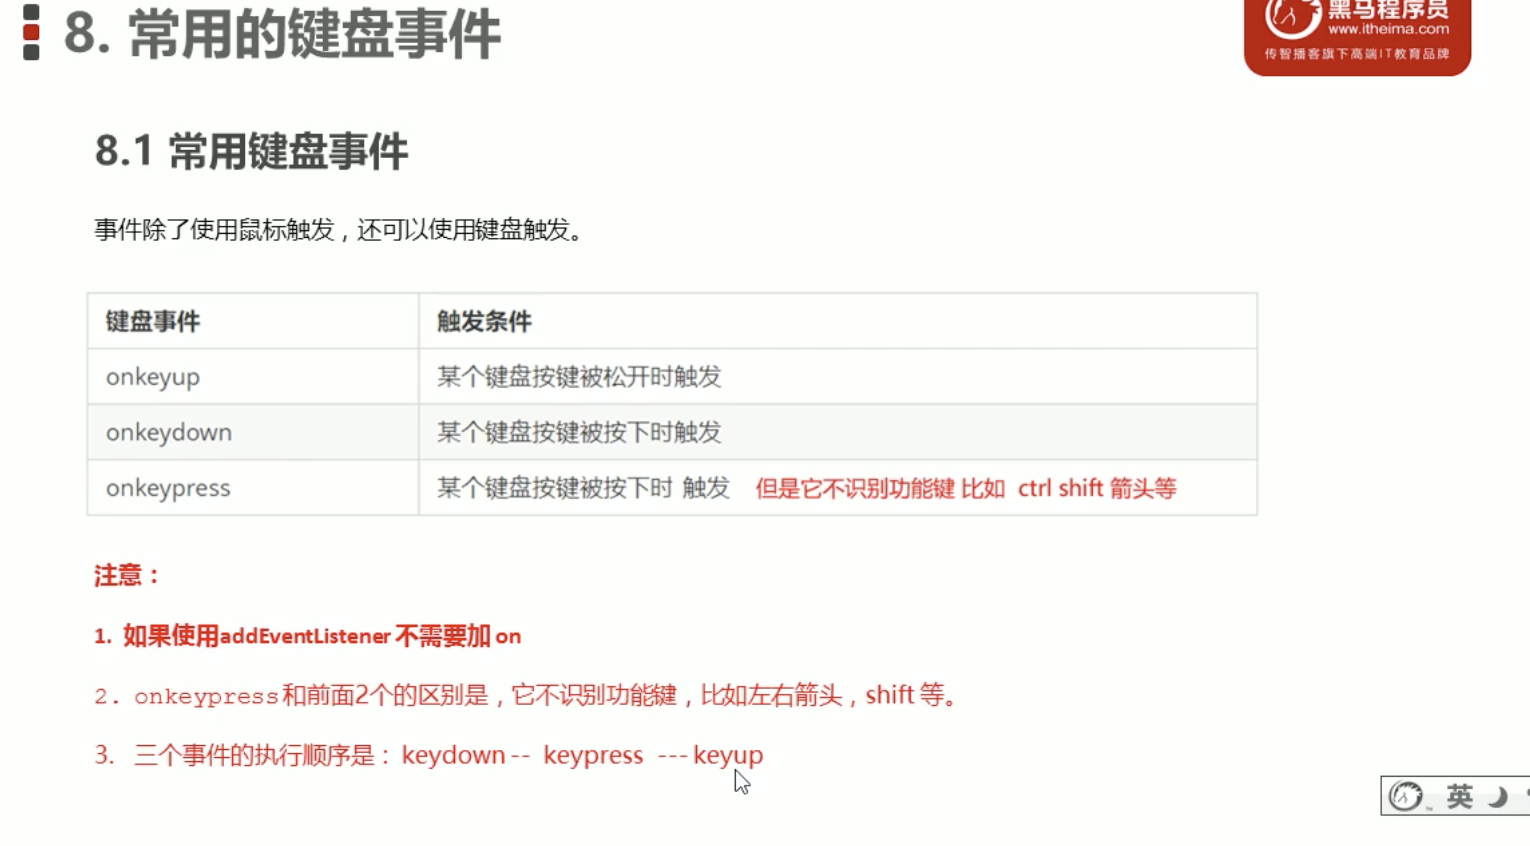 8. 常用的键盘事件
黑马程序员
www.itheima.com
传智播客旗下高端IT教育品牌
8.1 常用键盘事件
事件除了使用鼠标触发，还可以使用键盘触发。
键盘事件 触发条件
onkeyup 某个键盘按键被松开时触发
onkeydown 某个键盘按键被按下时触发
onkeypress 某个键盘按键被按下时 触发 但是它不识别功能键 比如 ctrl shift 箭头等
注意：
1. 如果使用addEventListener 不需要加 on
2. onkeypress和前面2个的区别是，它不识别功能键，比如左右箭头，shift 等。
3. 三个事件的执行顺序是：keydown -- keypress --- keyup
英